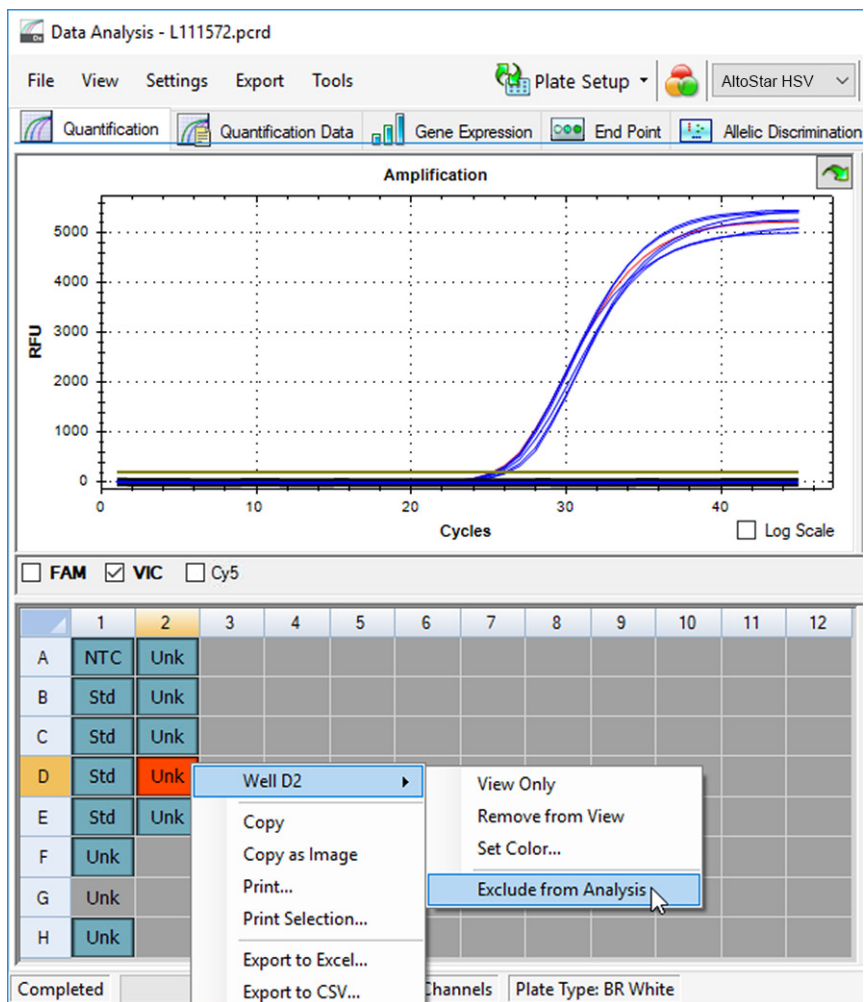 Data Analysis - L111572.pcrd
File View Settings Export Tools Plate Setup AltoStar HSV
Quantification Quantification Data Gene Expression End Point Allelic Discrimination
Amplification
RFU
5000
4000
3000
2000
1000
0
0 10 20 30 40
Cycles
Log Scale
FAM VIC Cy5
1 2 3 4 5 6 7 8 9 10 11 12
A NTC Unk
B Std Unk
C Std Unk
D Std Unk
E Std Unk
F Unk
G Unk
H Unk
Well D2
Copy
Copy as Image
Print...
Print Selection...
Export to Excel...
Export to CSV...
View Only
Remove from View
Set Color...
Exclude from Analysis
Completed Channels Plate Type: BR White